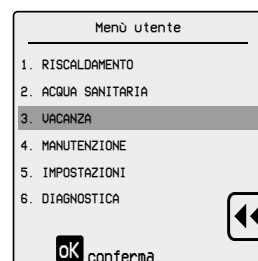 Menù utente
1. RISCALDAMENTO
2. ACQUA SANITARIA
3. VACANZA
4. MANUTENZIONE
5. IMPOSTAZIONI
6. DIAGNOSTICA
oK conferma